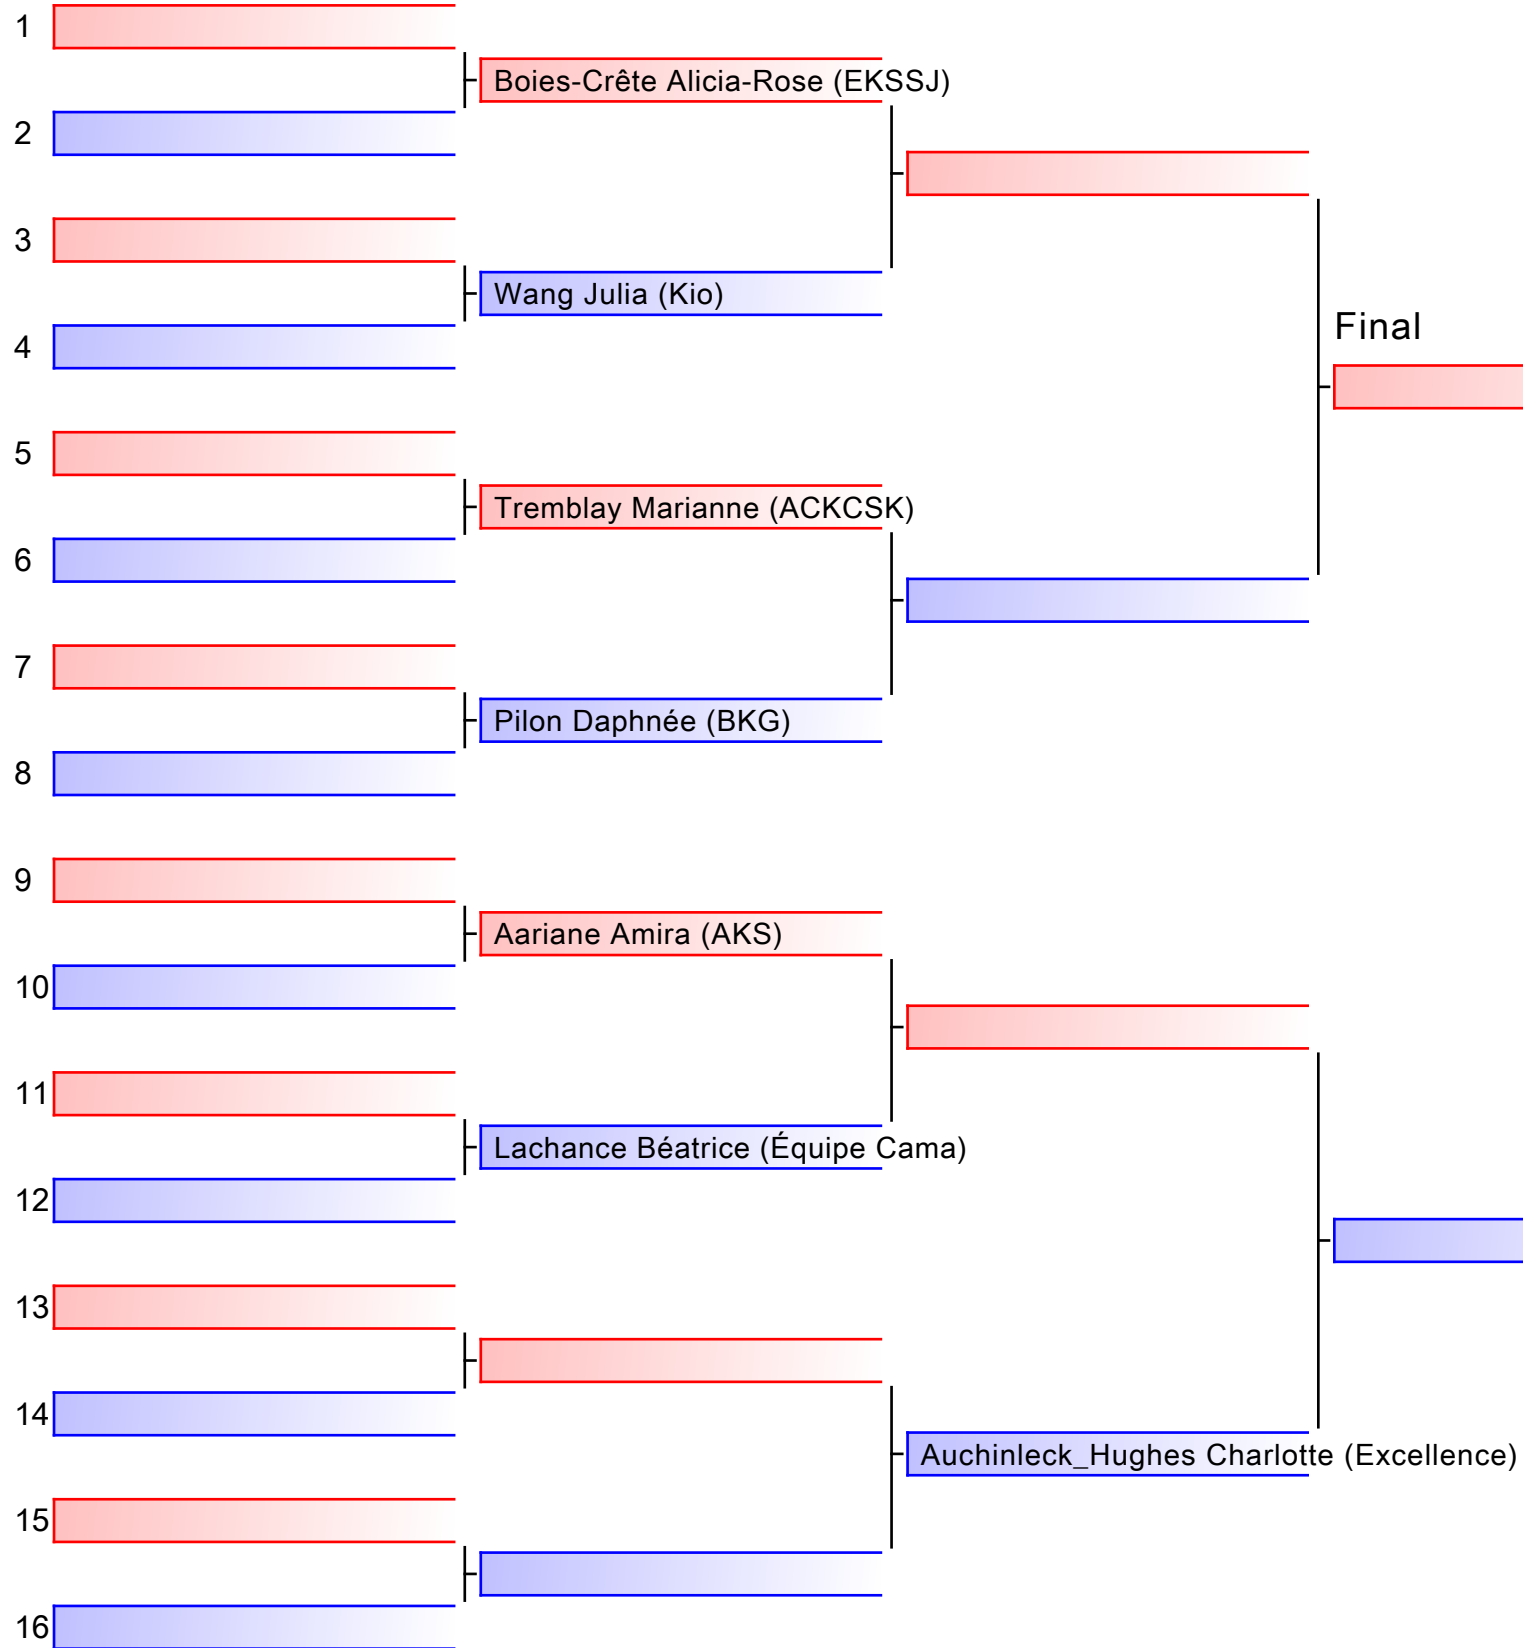 1
Boies-Crête Alicia-Rose (EKSSJ)
2
3
Wang Julia (Kio)
Final
4
5
Tremblay Marianne (ACKCSK)
6
7
Pilon Daphnée (BKG)
8
9
Aariane Amira (AKS)
10
11
Lachance Béatrice (Équipe Cama)
12
13
14
Auchinleck_Hughes Charlotte (Excellence)
15
16